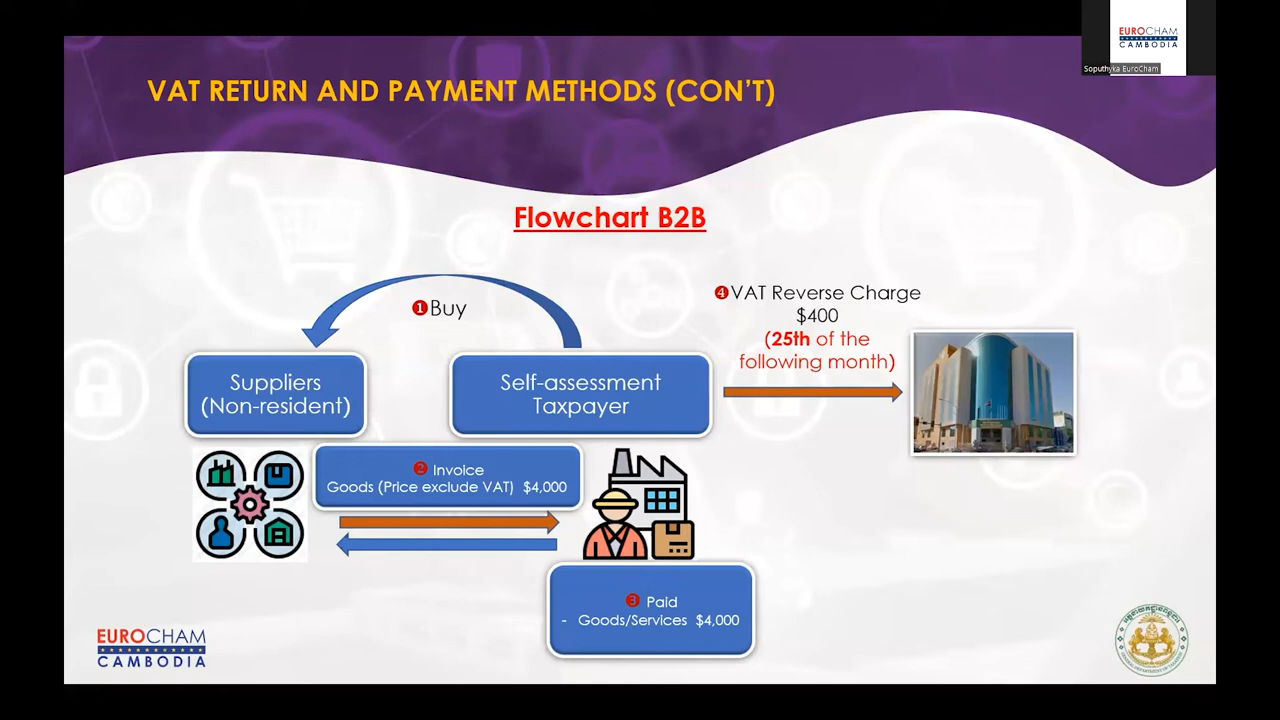 EUROCHAM
CAMBODIA
Soputhyka EuroCham
VAT RETURN AND PAYMENT METHODS (CON'T)
Flowchart B2B
❶Buy
❹VAT Reverse Charge
$400
(25th of the
following month)
Suppliers
(Non-resident)
Self-assessment
Taxpayer
❷ Invoice
Goods (Price exclude VAT) $4,000
❸ Paid
- Goods/Services $4,000
EUROCHAM
CAMBODIA